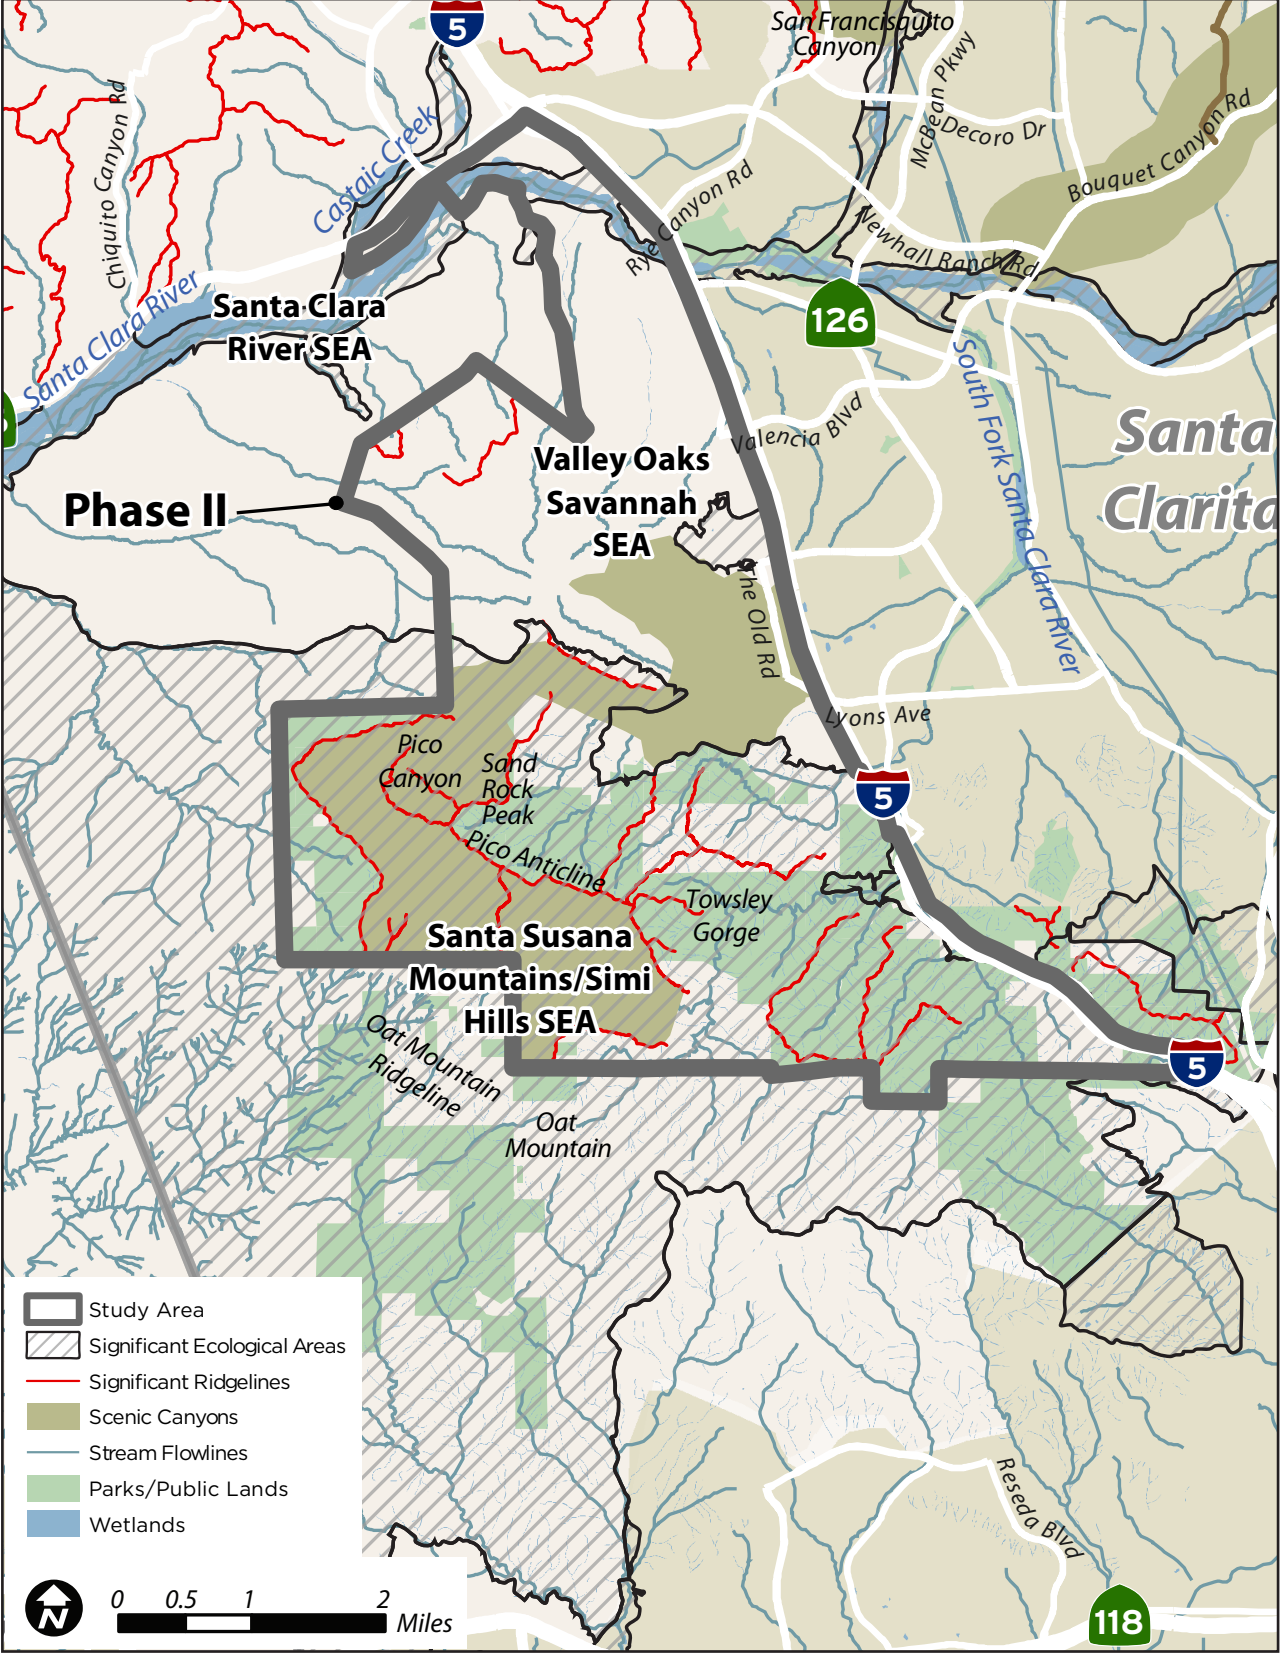 5
San Francisquito
Canyon
McBean Pkwy
Decoro Dr
Bouquet Canyon Rd
Chiquito Canyon Rd
Castaic Creek
Rye Canyon Rd
Newhall Ranch Rd
Santa Clara River
Santa Clara
River SEA
126
South Fork Santa Clara River
Valencia Blvd
Santa
Clarita
Valley Oaks
Savannah
SEA
Phase II
The Old Rd
Lyons Ave
Pico
Canyon
Sand
Rock
Peak
5
Pico Anticline
Towsley
Gorge
Santa Susana
Mountains/Simi
Hills SEA
Oat Mountain
Ridgeline
5
Oat
Mountain
Study Area
Significant Ecological Areas
Significant Ridgelines
Scenic Canyons
Stream Flowlines
Parks/Public Lands
Wetlands
Reseda Blvd
N
0 0.5 1 2
Miles
118